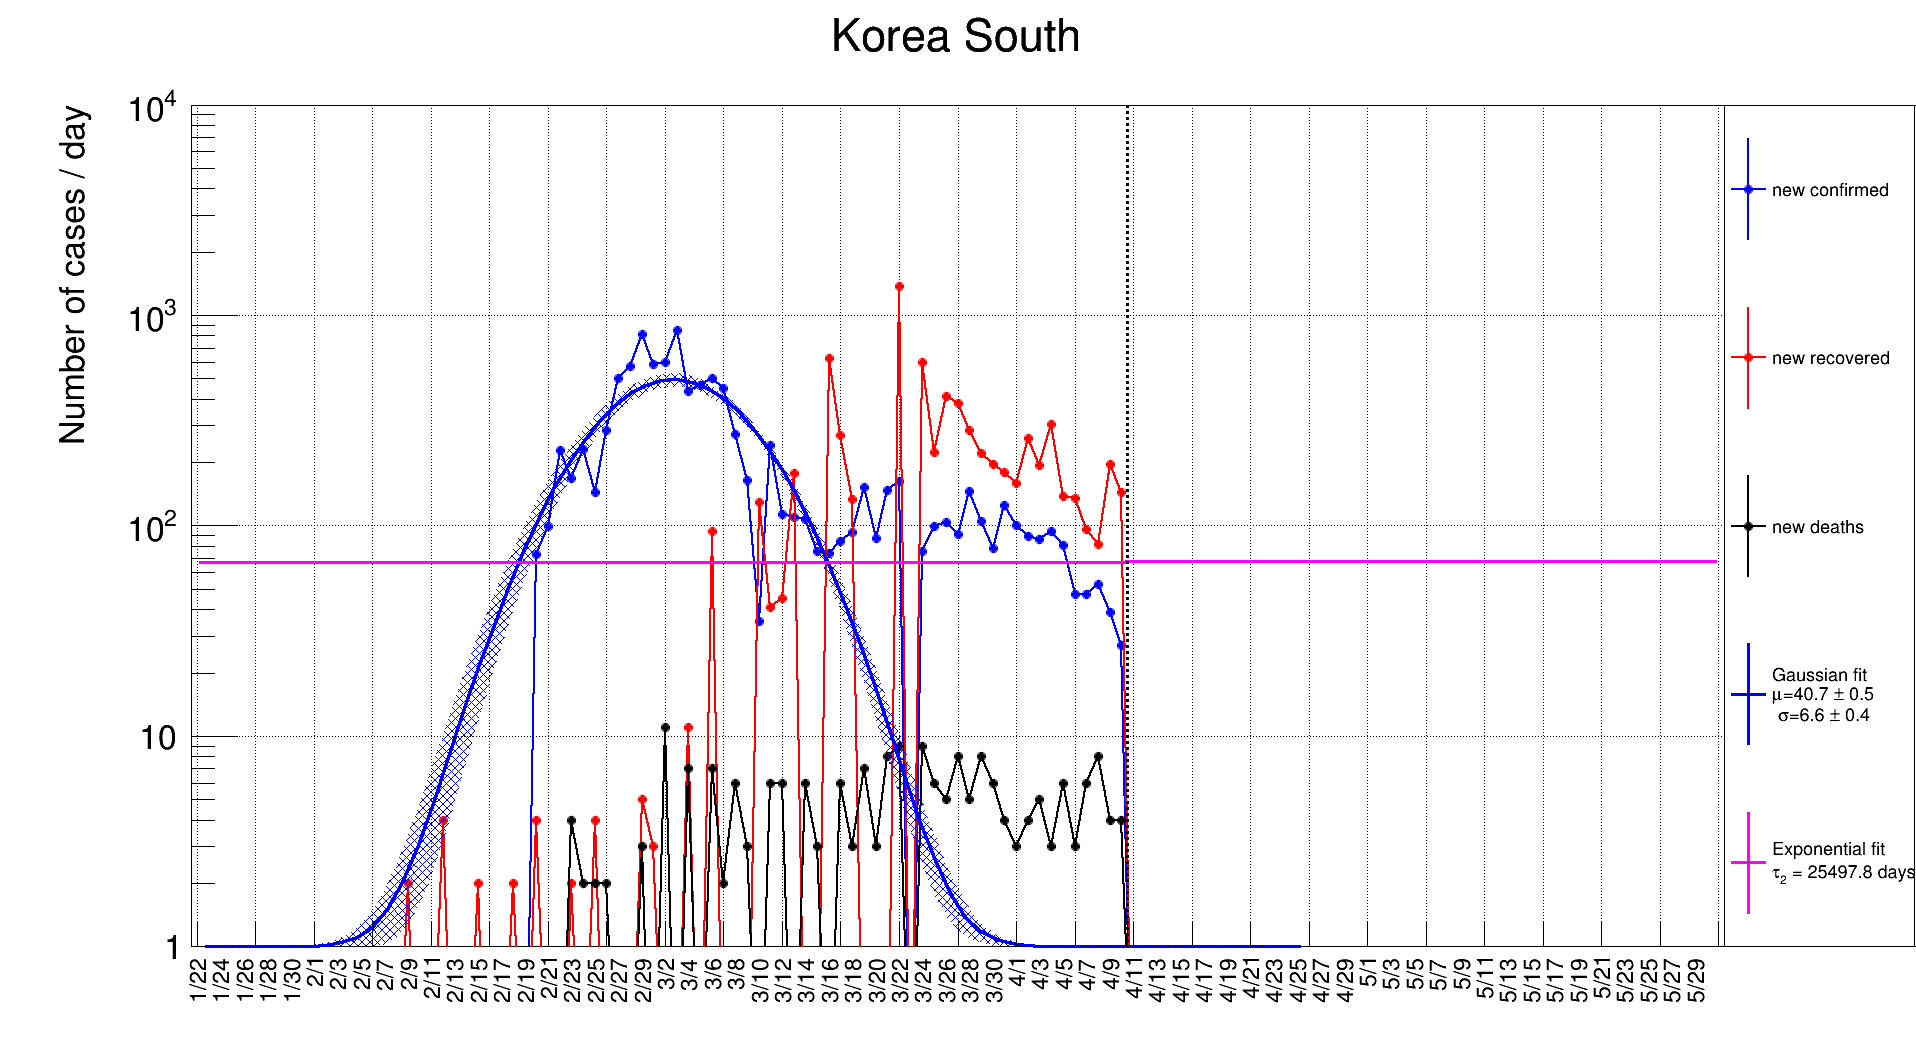 Korea South
Number of cases / day
10⁴
10³
10²
10
1
1/22 1/24 1/26 1/28 1/30 2/1 2/3 2/5 2/7 2/9 2/11 2/13 2/15 2/17 2/19 2/21 2/23 2/25 2/27 2/29 3/2 3/4 3/6 3/8 3/10 3/12 3/14 3/16 3/18 3/20 3/22 3/24 3/26 3/28 3/30 4/1 4/3 4/5 4/7 4/9 4/11 4/13 4/15 4/17 4/19 4/21 4/23 4/25 4/27 4/29 5/1 5/3 5/5 5/7 5/9 5/11 5/13 5/15 5/17 5/19 5/21 5/23 5/25 5/27 5/29
new confirmed
new recovered
new deaths
Gaussian fit
μ=40.7 ± 0.5
σ=6.6 ± 0.4
Exponential fit
τ₂ = 25497.8 days